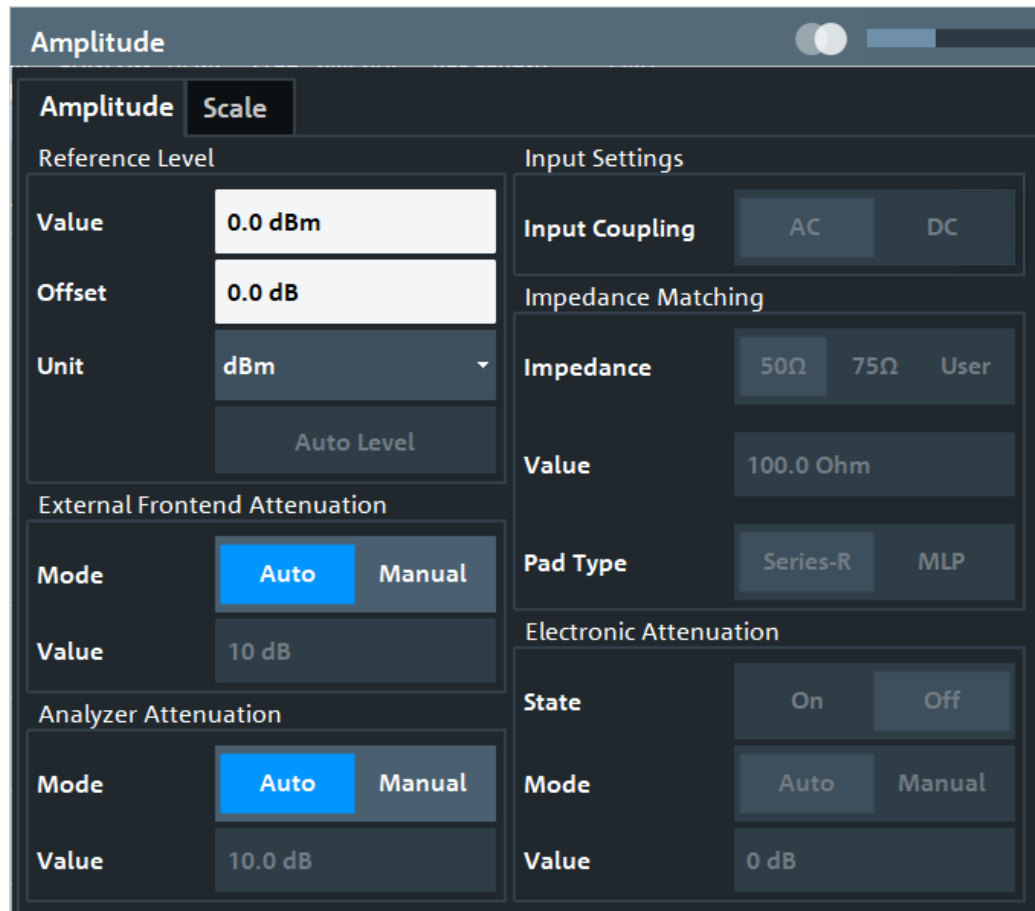 Amplitude
Amplitude Scale
Reference Level
Value 0.0 dBm
Offset 0.0 dB
Unit dBm
Auto Level
External Frontend Attenuation
Mode Auto Manual
Value 10 dB
Analyzer Attenuation
Mode Auto Manual
Value 10.0 dB
Input Settings
Input Coupling AC DC
Impedance Matching
Impedance 50Ω 75Ω User
Value 100.0 Ohm
Pad Type Series-R MLP
Electronic Attenuation
State On Off
Mode Auto Manual
Value 0 dB